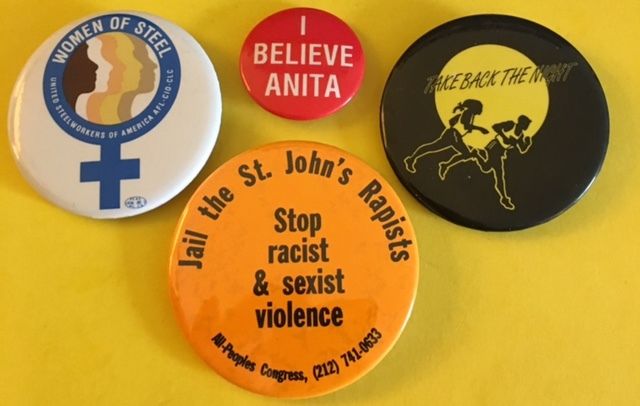 WOMEN OF STEEL
UNITED STEELWORKERS OF AMERICA AFL-CIO-CLC
I
BELIEVE
ANITA
TAKE BACK THE NIGHT
Jail the St. John's Rapists
Stop
racist
& sexist
violence
All-Peoples Congress, (212) 741-0633